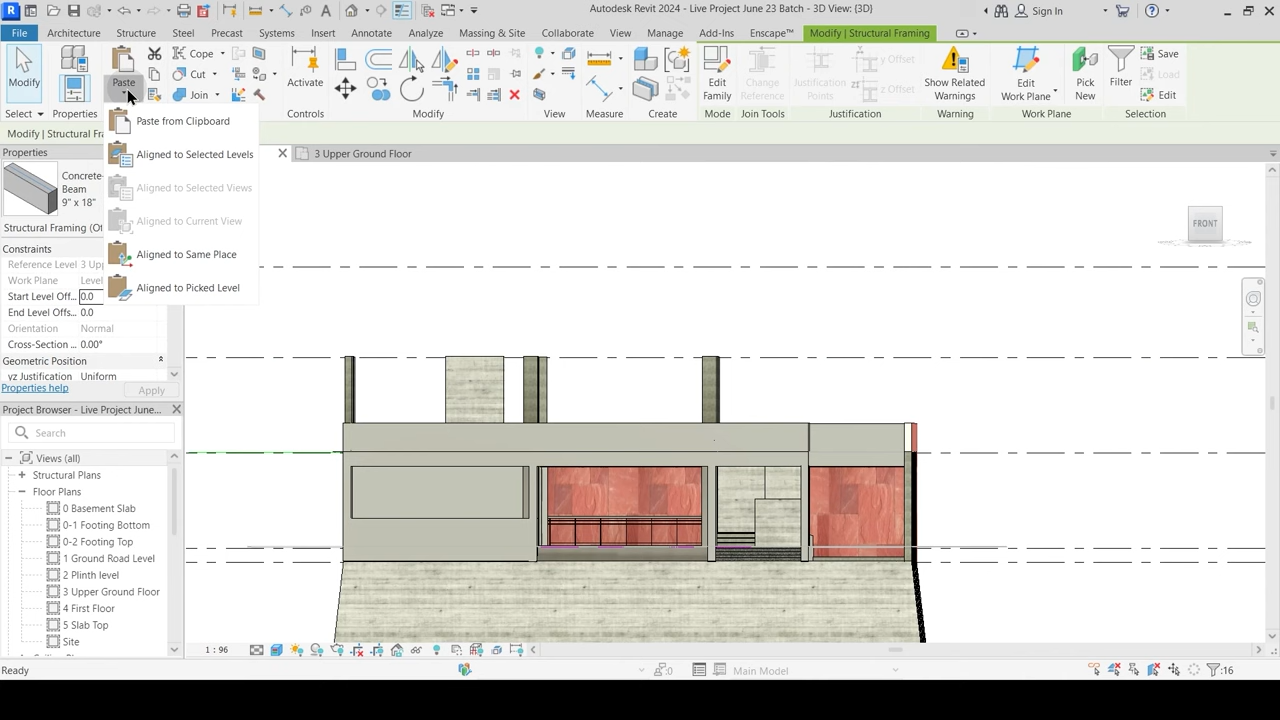 Autodesk Revit 2024 - Live Project June 23 Batch - 3D View: {3D}
Sign In
File
Architecture
Structure
Steel
Precast
Systems
Insert
Annotate
Analyze
Massing & Site
Collaborate
View
Manage
Add-Ins
Enscape™
Modify | Structural Framing
Modify
Paste
Cope
Cut
Join
Activate
Edit
Family
Change
Reference
Justification
Points
y Offset
z Offset
Show Related
Warnings
Edit
Work Plane
Pick
New
Filter
Save
Load
Edit
Select
Properties
Controls
Modify
View
Measure
Create
Mode
Join Tools
Justification
Warning
Work Plane
Selection
Modify | Structural Fra
Paste from Clipboard
Aligned to Selected Levels
Aligned to Selected Views
Aligned to Current View
Aligned to Same Place
Aligned to Picked Level
3 Upper Ground Floor
Properties
Concrete-
Beam
9" x 18"
Structural Framing (Ot
Constraints
Reference Level
3 Upp
Work Plane
Level
Start Level Off...
0.0
End Level Offs...
0.0
Orientation
Normal
Cross-Section ...
0.00°
Geometric Position
yz Justification
Uniform
Properties help
Apply
Project Browser - Live Project June...
Search
Views (all)
Structural Plans
Floor Plans
0 Basement Slab
0-1 Footing Bottom
0-2 Footing Top
1 Ground Road Level
2 Plinth level
3 Upper Ground Floor
4 First Floor
5 Slab Top
Site
FRONT
1 : 96
Ready
:0
Main Model
:16